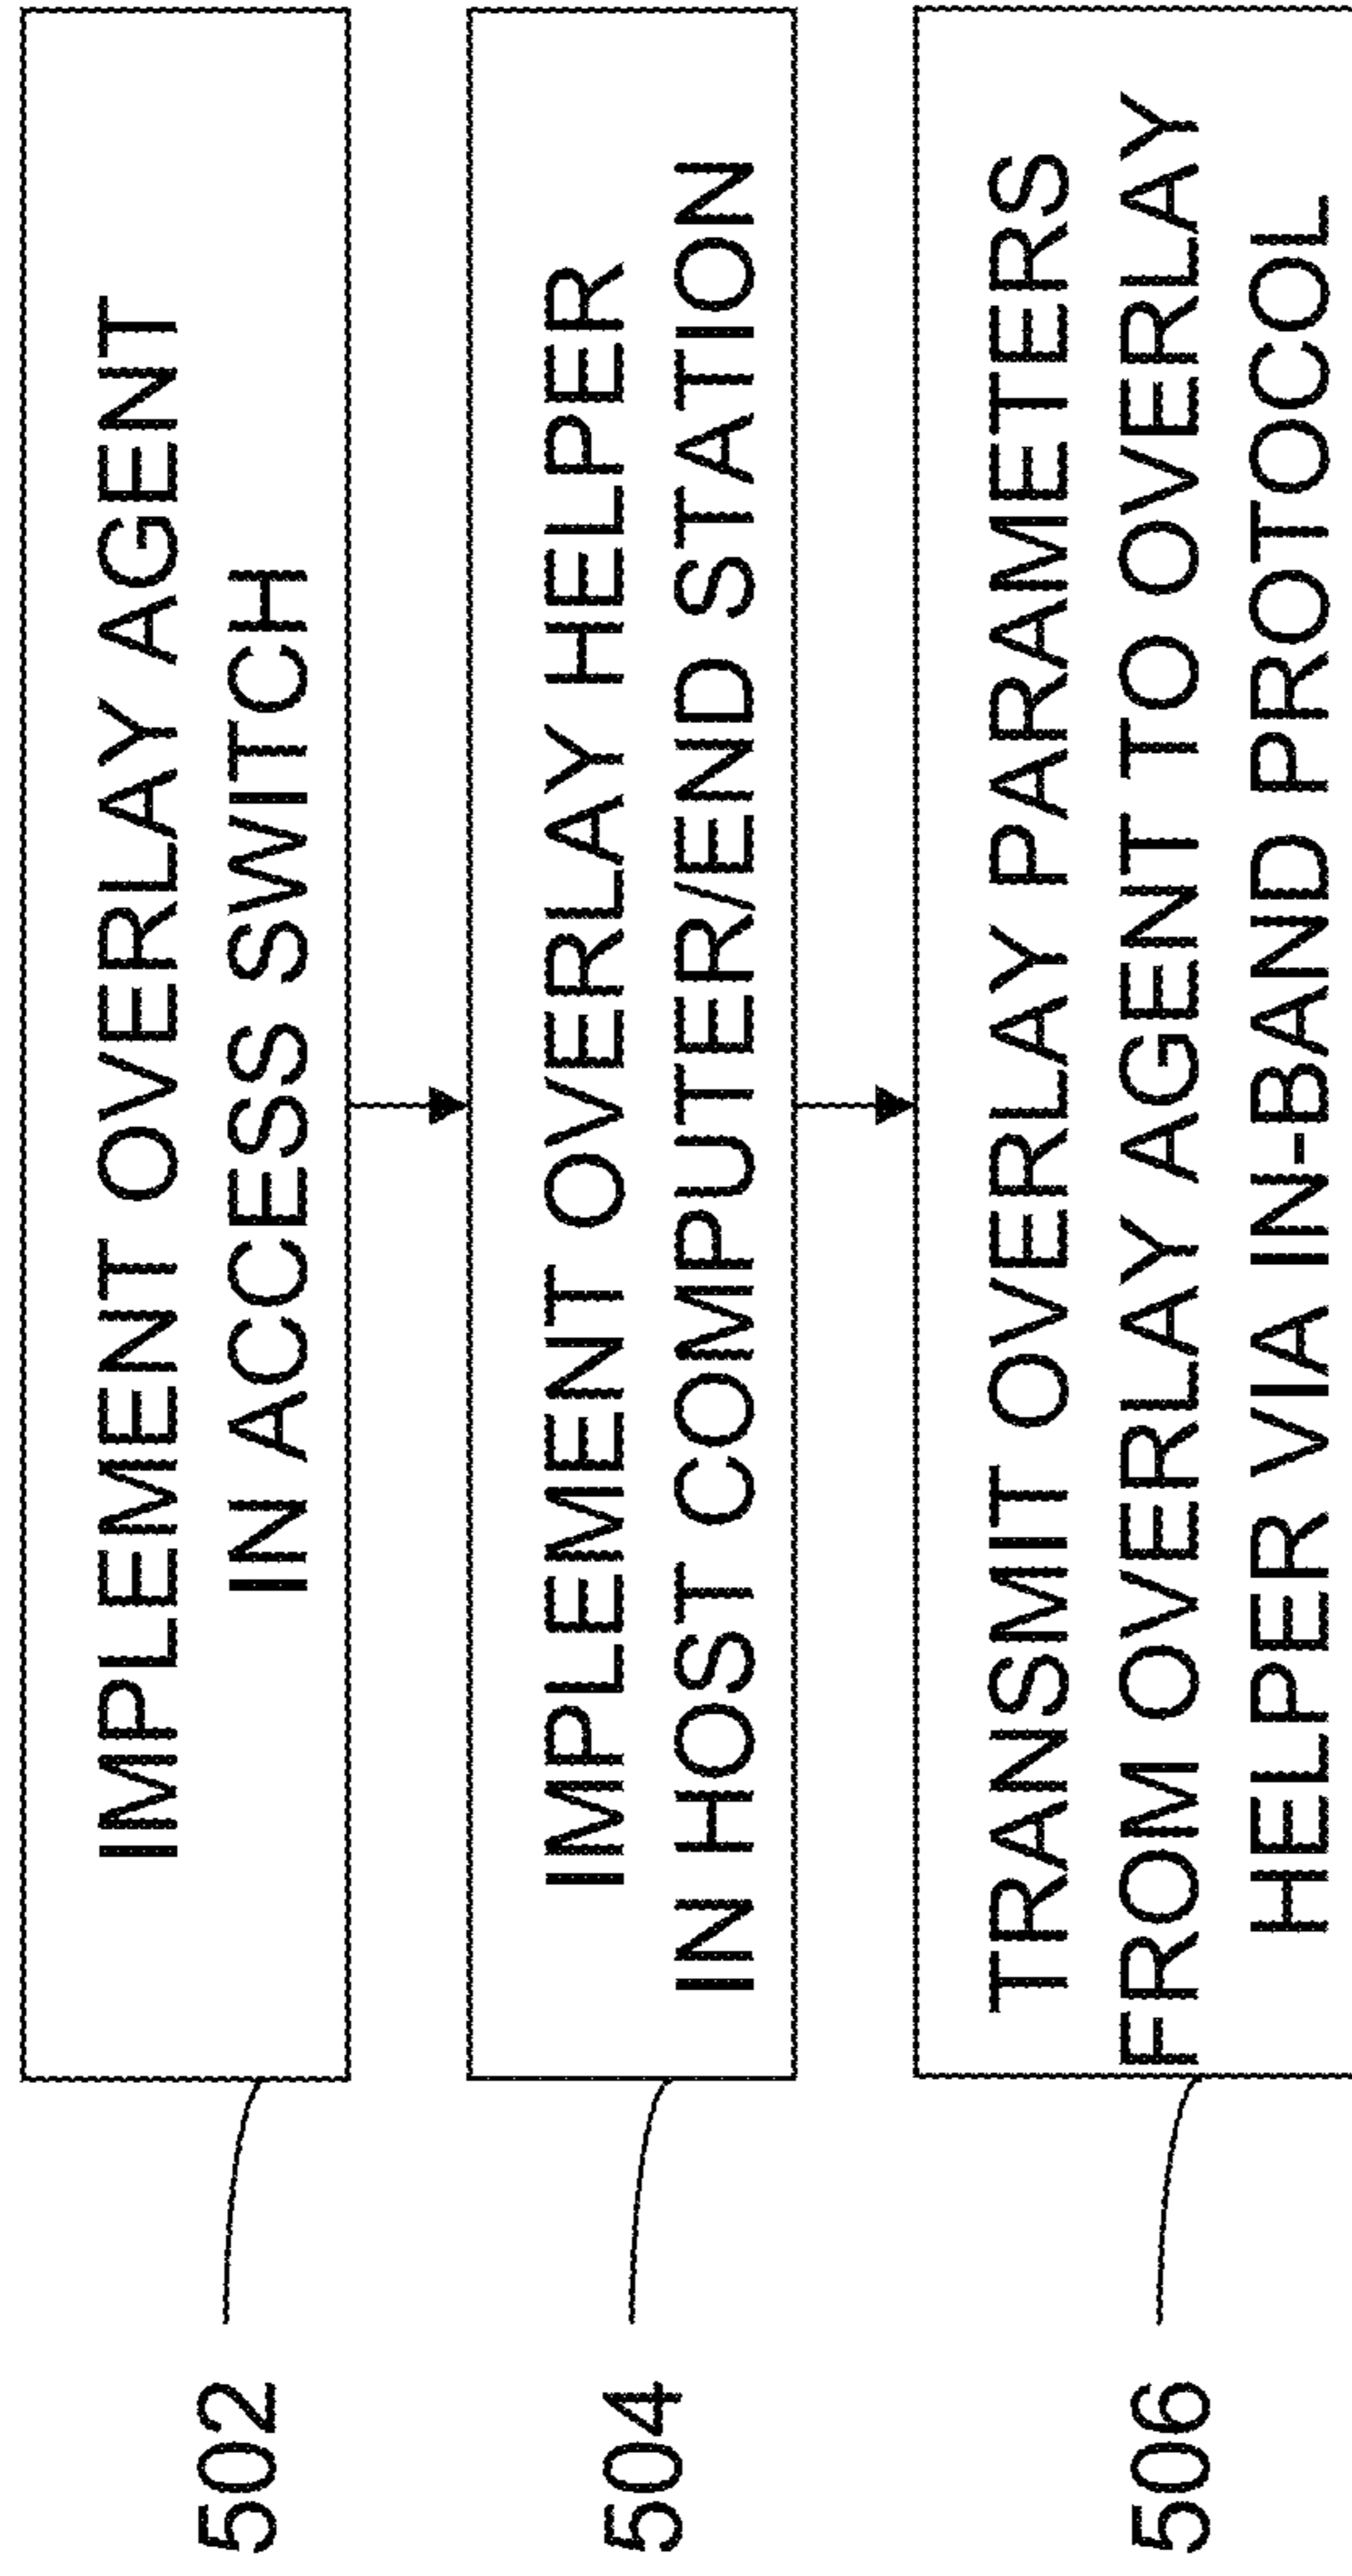 502
IMPLEMENT OVERLAY AGENT
IN ACCESS SWITCH
504
IMPLEMENT OVERLAY HELPER
IN HOST COMPUTER/END STATION
506
TRANSMIT OVERLAY PARAMETERS
FROM OVERLAY AGENT TO OVERLAY
HELPER VIA IN-BAND PROTOCOL